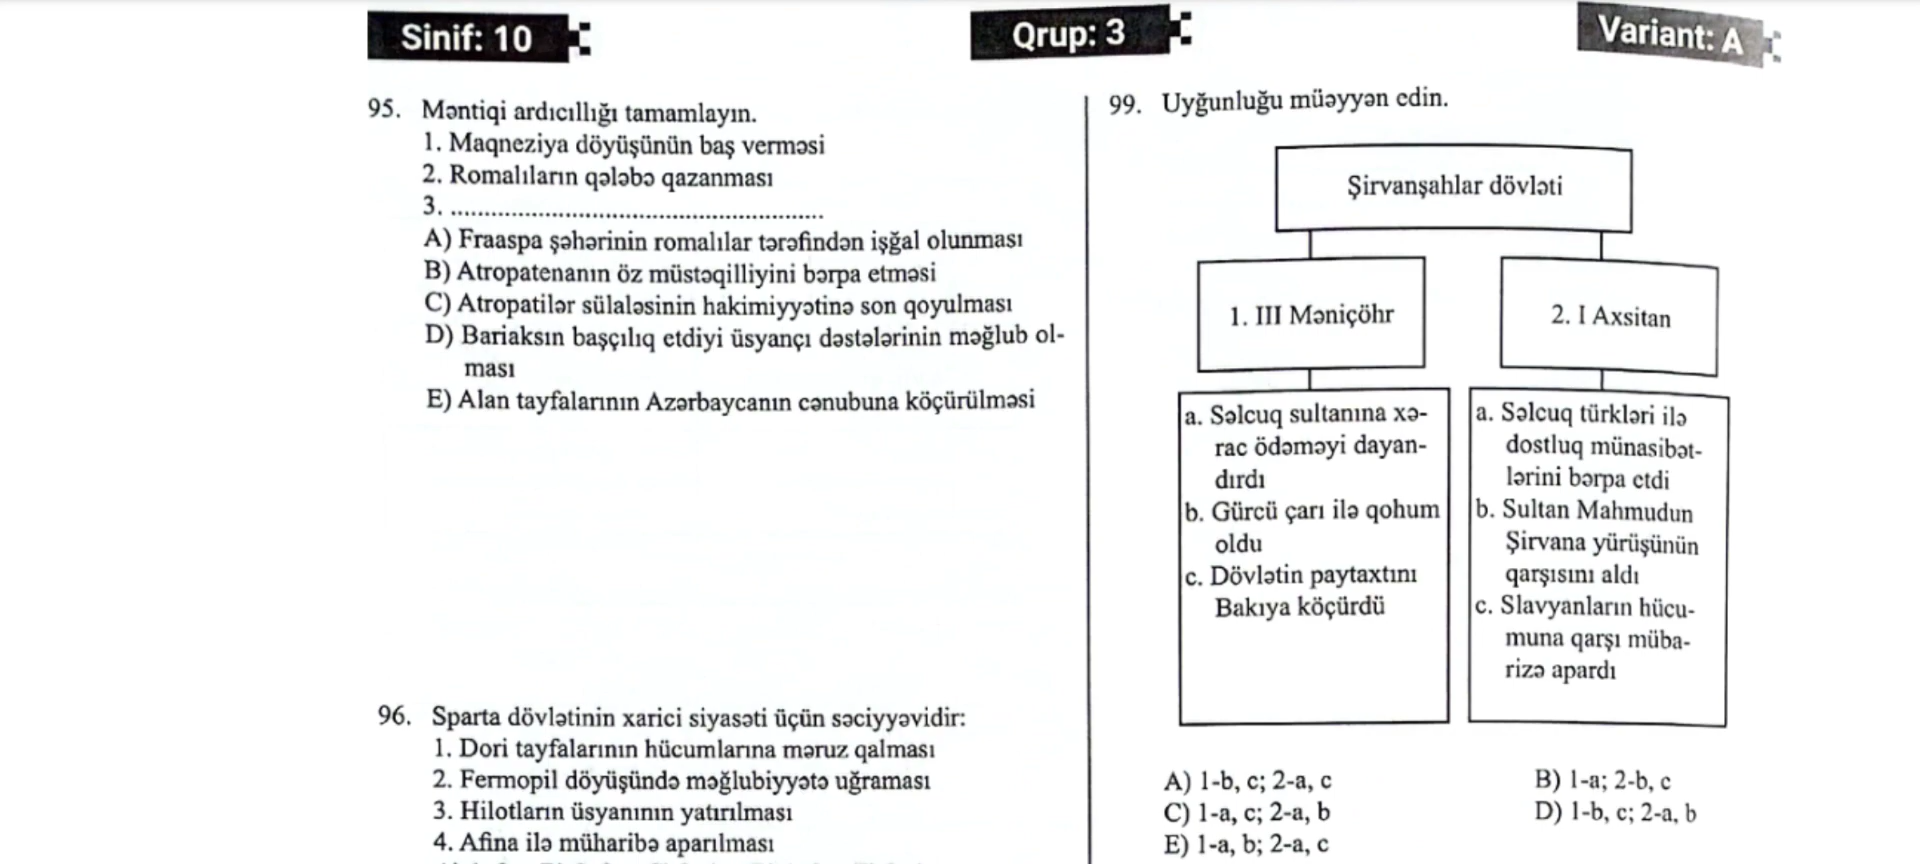 Sinif: 10
Qrup: 3
Variant: A
95. Məntiqi ardıcıllığı tamamlayın.
1. Maqneziya döyüşünün baş verməsi
2. Romalıların qələbə qazanması
3. ........................................................
A) Fraaspa şəhərinin romalılar tərəfindən işğal olunması
B) Atropatenanın öz müstəqilliyini bərpa etməsi
C) Atropatilər sülaləsinin hakimiyyətinə son qoyulması
D) Bariaksın başçılıq etdiyi üsyançı dəstələrinin məğlub ol-
ması
E) Alan tayfalarının Azərbaycanın cənubuna köçürülməsi
96. Sparta dövlətinin xarici siyasəti üçün səciyyəvidir:
1. Dori tayfalarının hücumlarına məruz qalması
2. Fermopil döyüşündə məğlubiyyətə uğraması
3. Hilotların üsyanının yatırılması
4. Afina ilə müharibə aparılması
99. Uyğunluğu müəyyən edin.
Şirvanşahlar dövləti
1. III Məniçöhr
2. I Axsitan
a. Səlcuq sultanına xə-
rac ödəməyi dayan-
dırdı
b. Gürcü çarı ilə qohum
oldu
c. Dövlətin paytaxtını
Bakıya köçürdü
a. Səlcuq türkləri ilə
dostluq münasibət-
lərini bərpa etdi
b. Sultan Mahmudun
Şirvana yürüşünün
qarşısını aldı
c. Slavyanların hücu-
muna qarşı müba-
rizə apardı
A) 1-b, c; 2-a, c
B) 1-a; 2-b, c
C) 1-a, c; 2-a, b
D) 1-b, c; 2-a, b
E) 1-a, b; 2-a, c